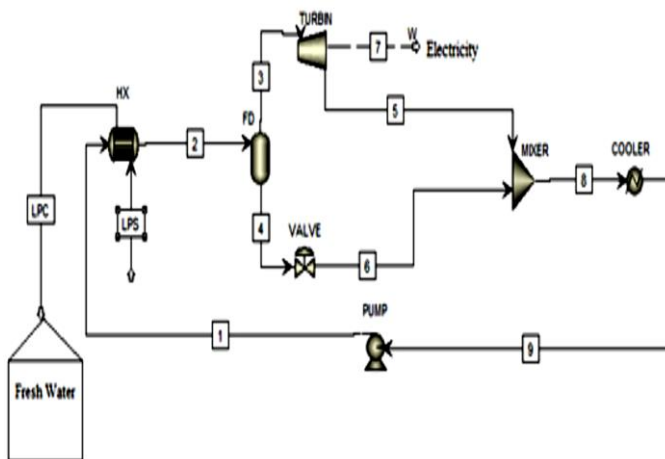 TURBIN
W
7
Electricity
3
5
HX
FD
2
MIXER
COOLER
8
LPC
LPS
4
VALVE
6
PUMP
1
9
Fresh Water